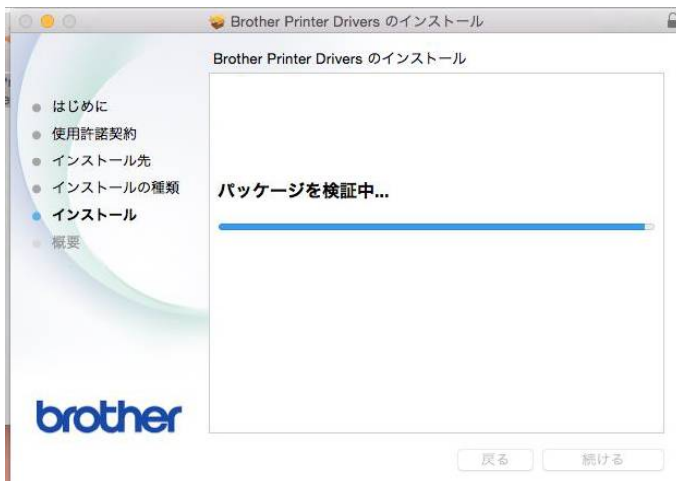 Brother Printer Drivers のインストール
Brother Printer Drivers のインストール
はじめに
使用許諾契約
インストール先
インストールの種類
インストール
概要
パッケージを検証中...
brother
戻る
続ける